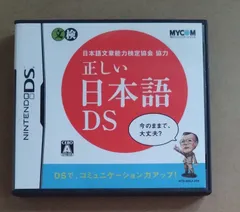 文検
MYCOM
日本語文章能力検定協会 協力
正しい
日本語
DS
今のままで、
大丈夫？
NINTENDO DS
CERO
A
DSで、コミュニケーション力アップ！